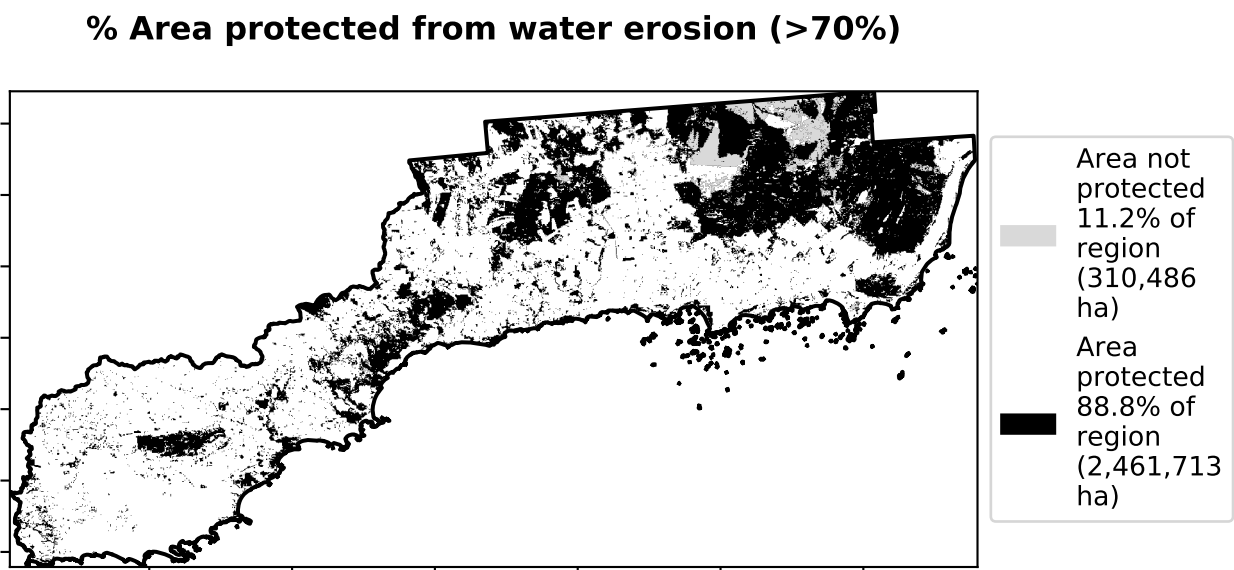 % Area protected from water erosion (>70%)
Area not
protected
11.2% of
region
(310,486
ha)
Area
protected
88.8% of
region
(2,461,713
ha)